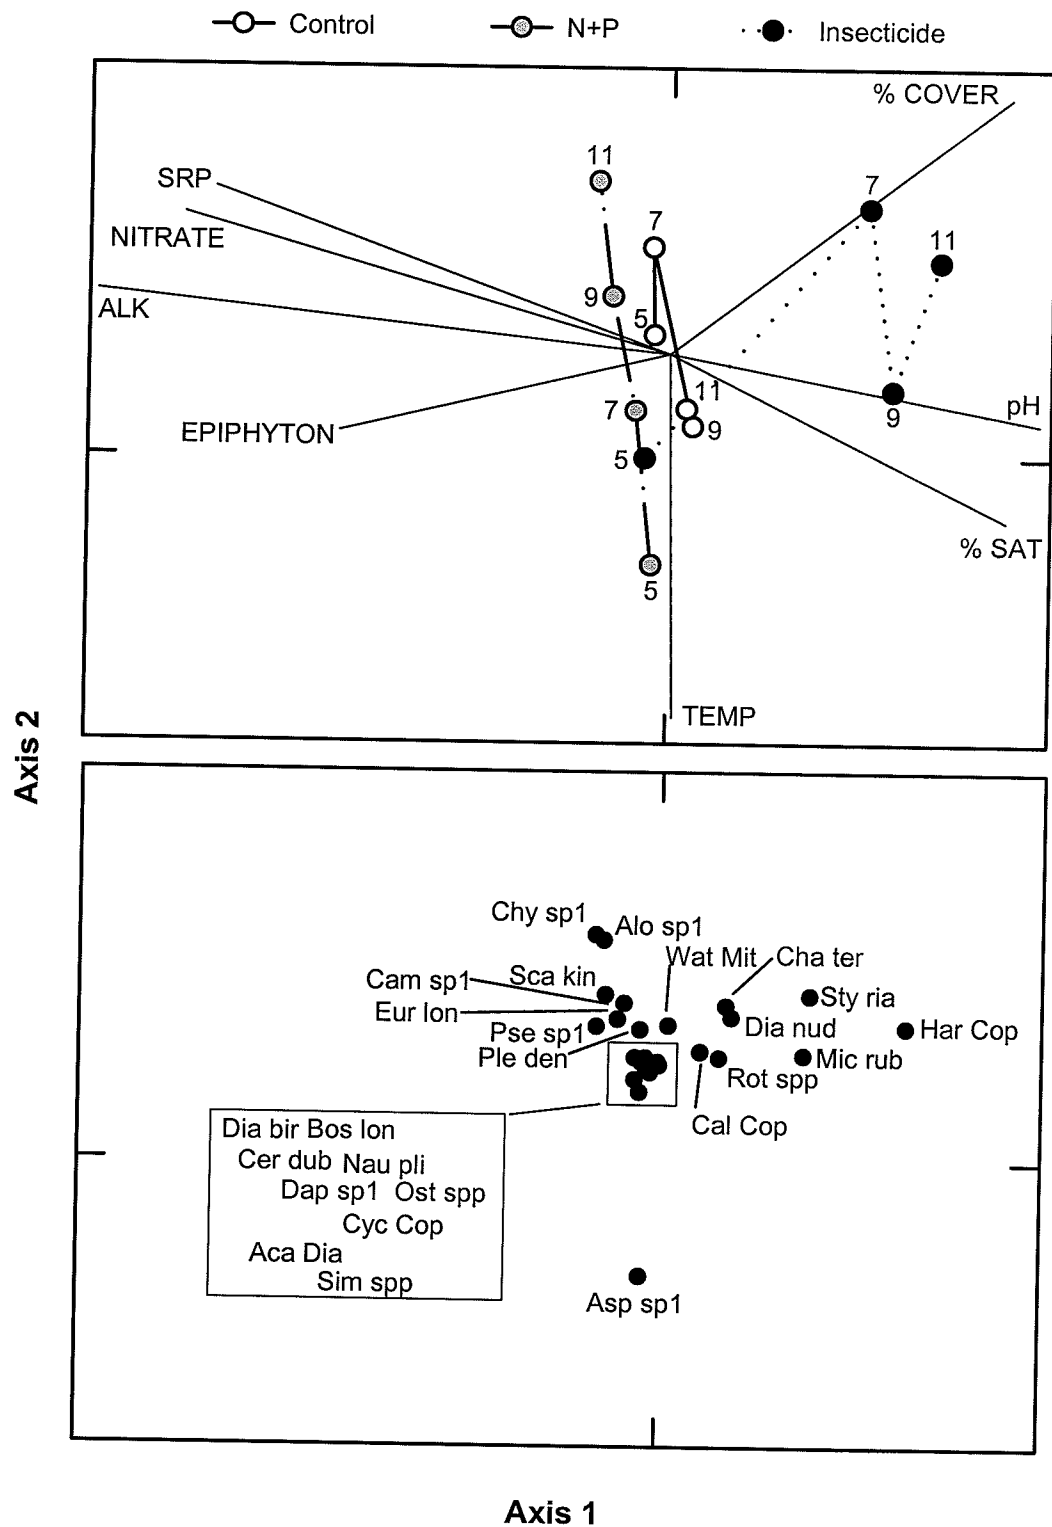 Control N+P Insecticide
% COVER
11
SRP
7
7
NITRATE
11
9
ALK
5
11
pH
7
9
9
EPIPHYTON
5
% SAT
5
TEMP
Axis 2
Chy sp1 Alo sp1
Wat Mit Cha ter
Cam sp1 Sca kin
Sty ria
Eur lon
Dia nud Har Cop
Pse sp1
Ple den Mic rub
Rot spp
Cal Cop
Dia bir Bos lon
Cer dub Nau pli
Dap sp1 Ost spp
Cyc Cop
Aca Dia
Sim spp
Asp sp1
Axis 1